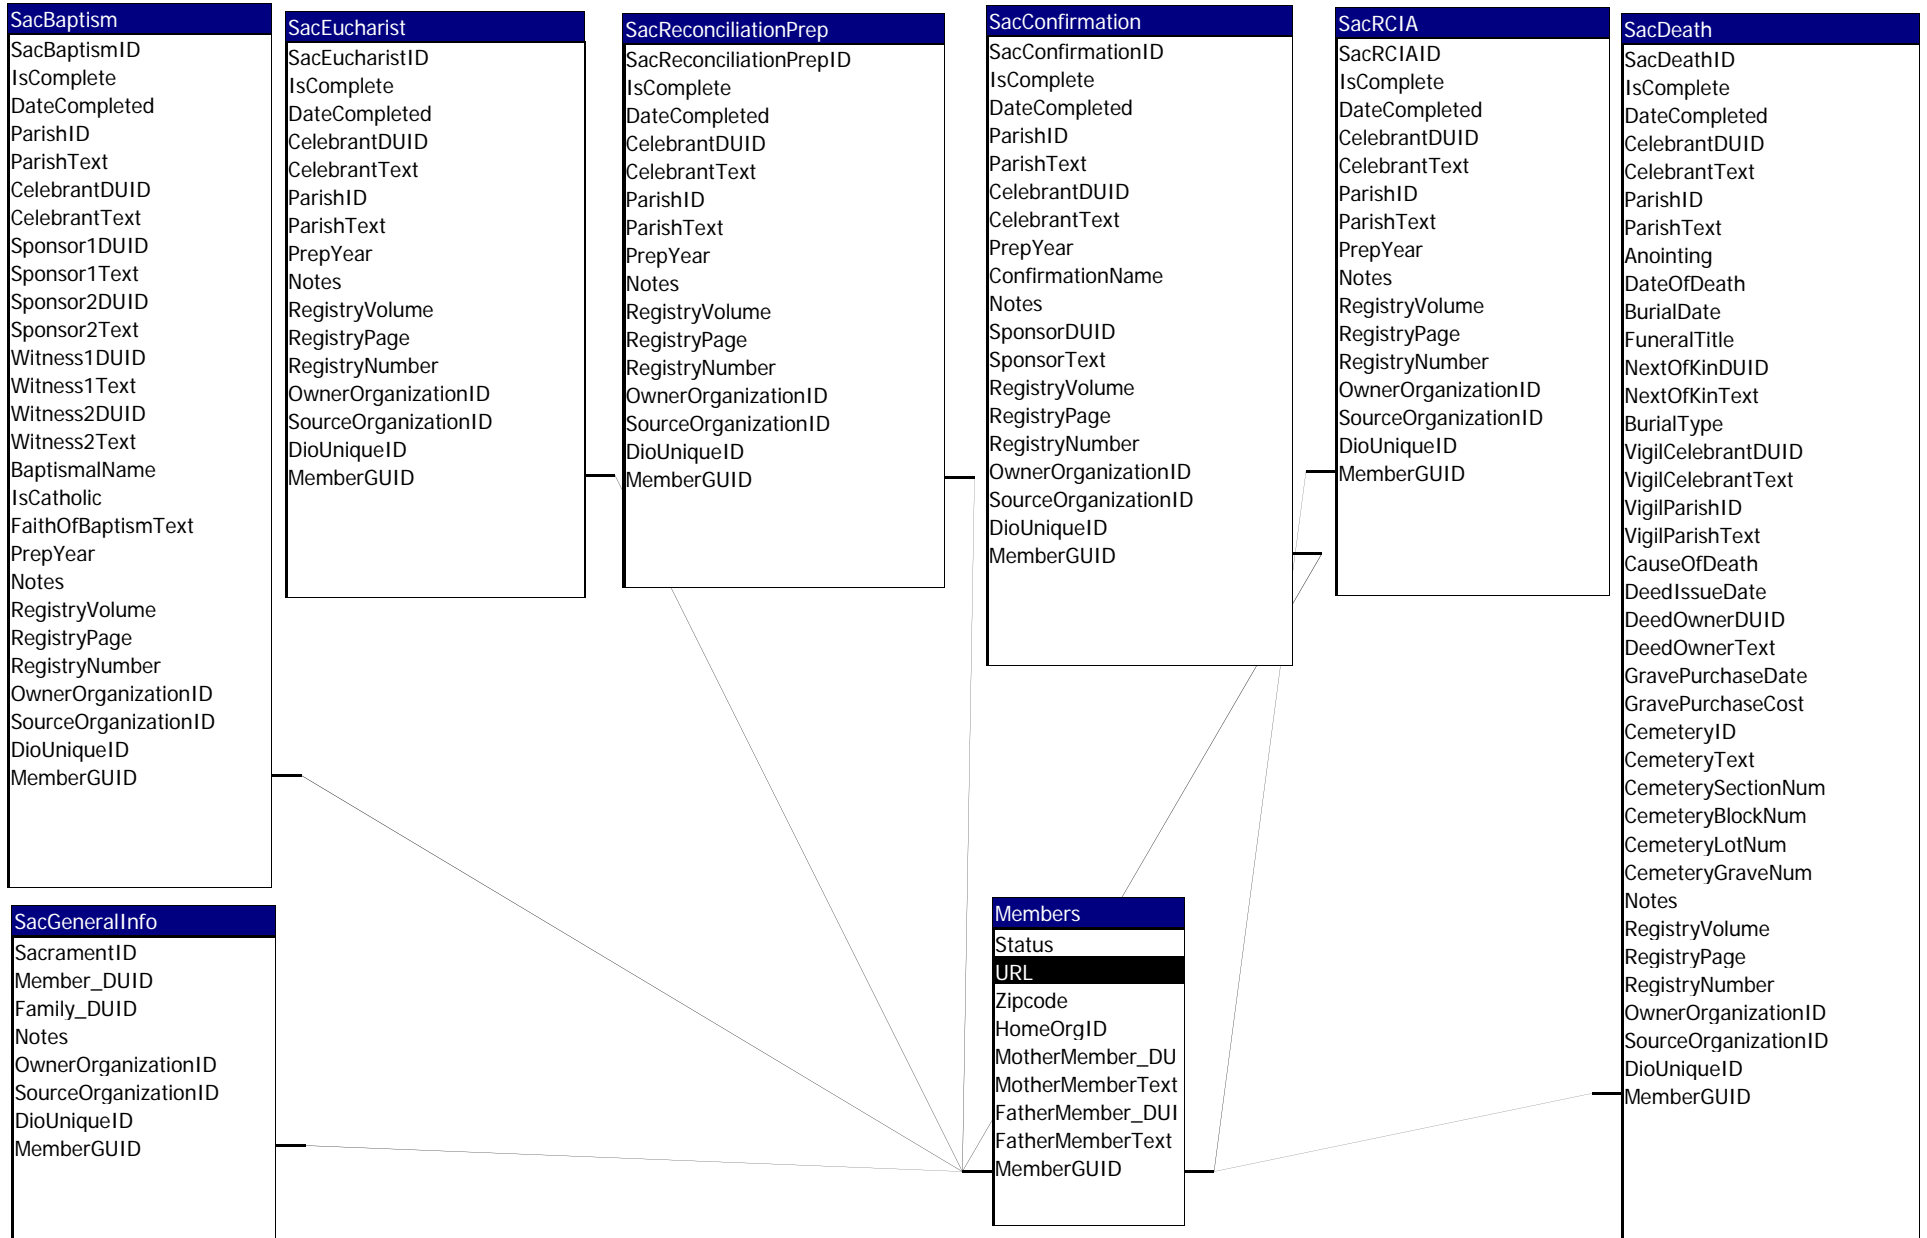 SacBaptism
SacBaptismID
IsComplete
DateCompleted
ParishID
ParishText
CelebrantDUID
CelebrantText
Sponsor1DUID
Sponsor1Text
Sponsor2DUID
Sponsor2Text
Witness1DUID
Witness1Text
Witness2DUID
Witness2Text
BaptismalName
IsCatholic
FaithOfBaptismText
PrepYear
Notes
RegistryVolume
RegistryPage
RegistryNumber
OwnerOrganizationID
SourceOrganizationID
DioUniqueID
MemberGUID
SacEucharist
SacEucharistID
IsComplete
DateCompleted
CelebrantDUID
CelebrantText
ParishID
ParishText
PrepYear
Notes
RegistryVolume
RegistryPage
RegistryNumber
OwnerOrganizationID
SourceOrganizationID
DioUniqueID
MemberGUID
SacReconciliationPrep
SacReconciliationPrepID
IsComplete
DateCompleted
CelebrantDUID
CelebrantText
ParishID
ParishText
PrepYear
Notes
RegistryVolume
RegistryPage
RegistryNumber
OwnerOrganizationID
SourceOrganizationID
DioUniqueID
MemberGUID
SacConfirmation
SacConfirmationID
IsComplete
DateCompleted
ParishID
ParishText
CelebrantDUID
CelebrantText
PrepYear
ConfirmationName
Notes
SponsorDUID
SponsorText
RegistryVolume
RegistryPage
RegistryNumber
OwnerOrganizationID
SourceOrganizationID
DioUniqueID
MemberGUID
SacRCIA
SacRCIAID
IsComplete
DateCompleted
CelebrantDUID
CelebrantText
ParishID
ParishText
PrepYear
Notes
RegistryVolume
RegistryPage
RegistryNumber
OwnerOrganizationID
SourceOrganizationID
DioUniqueID
MemberGUID
SacDeath
SacDeathID
IsComplete
DateCompleted
CelebrantDUID
CelebrantText
ParishID
ParishText
Anointing
DateOfDeath
BurialDate
FuneralTitle
NextOfKinDUID
NextOfKinText
BurialType
VigilCelebrantDUID
VigilCelebrantText
VigilParishID
VigilParishText
CauseOfDeath
DeedIssueDate
DeedOwnerDUID
DeedOwnerText
GravePurchaseDate
GravePurchaseCost
CemeteryID
CemeteryText
CemeterySectionNum
CemeteryBlockNum
CemeteryLotNum
CemeteryGraveNum
Notes
RegistryVolume
RegistryPage
RegistryNumber
OwnerOrganizationID
SourceOrganizationID
DioUniqueID
MemberGUID
SacGeneralInfo
SacramentID
Member_DUID
Family_DUID
Notes
OwnerOrganizationID
SourceOrganizationID
DioUniqueID
MemberGUID
Members
Status
URL
Zipcode
HomeOrgID
MotherMember_DU
MotherMemberText
FatherMember_DUI
FatherMemberText
MemberGUID